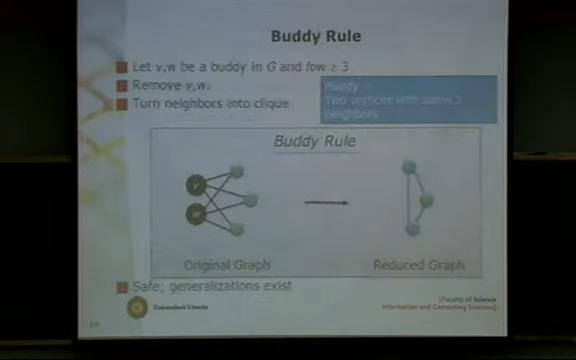 Buddy Rule
Let v,w be a buddy in G and low ≥ 3
Remove v,w.
Turn neighbors into clique
Buddy =
Two vertices with same 3
neighbors
Buddy Rule
v
w
Original Graph
Reduced Graph
Safe; generalizations exist
Universiteit Utrecht
[Faculty of Science
Information and Computing Sciences]